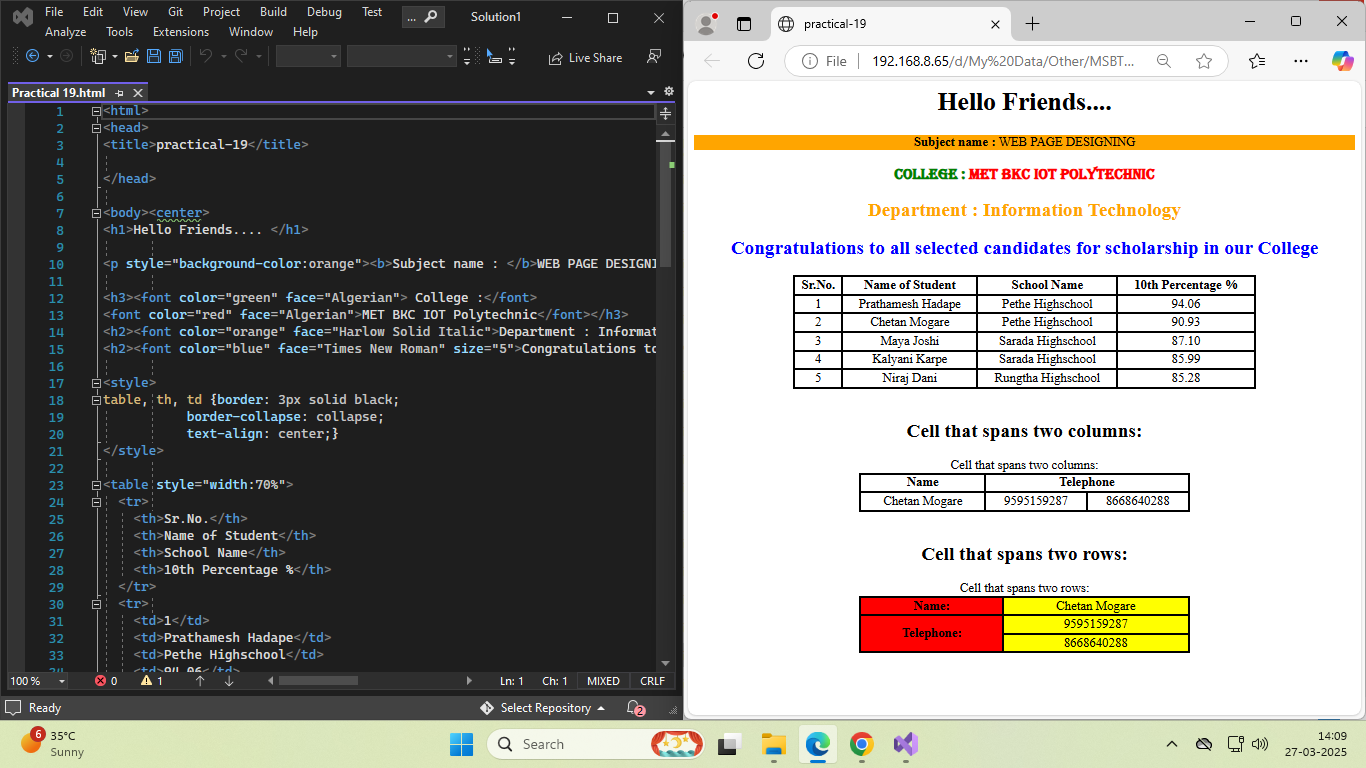 File Edit View Git Project Build Debug Test ... Solution1
Analyze Tools Extensions Window Help
Live Share
Practical 19.html
1 <html>
2 <head>
3 <title>practical-19</title>
4
5 </head>
6
7 <body><center>
8 <h1>Hello Friends.... </h1>
9
10 <p style="background-color:orange"><b>Subject name : </b>WEB PAGE DESIGNI
11
12 <h3><font color="green" face="Algerian"> College :</font>
13 <font color="red" face="Algerian">MET BKC IOT Polytechnic</font></h3>
14 <h2><font color="orange" face="Harlow Solid Italic">Department : Informat
15 <h2><font color="blue" face="Times New Roman" size="5">Congratulations to
16
17 <style>
18 table, th, td {border: 3px solid black;
19 border-collapse: collapse;
20 text-align: center;}
21 </style>
22
23 <table style="width:70%">
24 <tr>
25 <th>Sr.No.</th>
26 <th>Name of Student</th>
27 <th>School Name</th>
28 <th>10th Percentage %</th>
29 </tr>
30 <tr>
31 <td>1</td>
32 <td>Prathamesh Hadape</td>
33 <td>Pethe Highschool</td>
34 <td>94.06</td>
100 % 0 1 Ln: 1 Ch: 1 MIXED CRLF
Ready Select Repository 2
practical-19
File 192.168.8.65/d/My%20Data/Other/MSBT...
Hello Friends....
Subject name : WEB PAGE DESIGNING
COLLEGE : MET BKC IOT POLYTECHNIC
Department : Information Technology
Congratulations to all selected candidates for scholarship in our College
Sr.No. Name of Student School Name 10th Percentage %
1 Prathamesh Hadape Pethe Highschool 94.06
2 Chetan Mogare Pethe Highschool 90.93
3 Maya Joshi Sarada Highschool 87.10
4 Kalyani Karpe Sarada Highschool 85.99
5 Niraj Dani Rungtha Highschool 85.28
Cell that spans two columns:
Cell that spans two columns:
Name Telephone
Chetan Mogare 9595159287 8668640288
Cell that spans two rows:
Cell that spans two rows:
Name: Chetan Mogare
Telephone: 9595159287
8668640288
6 35°C
Sunny
Search
14:09
27-03-2025